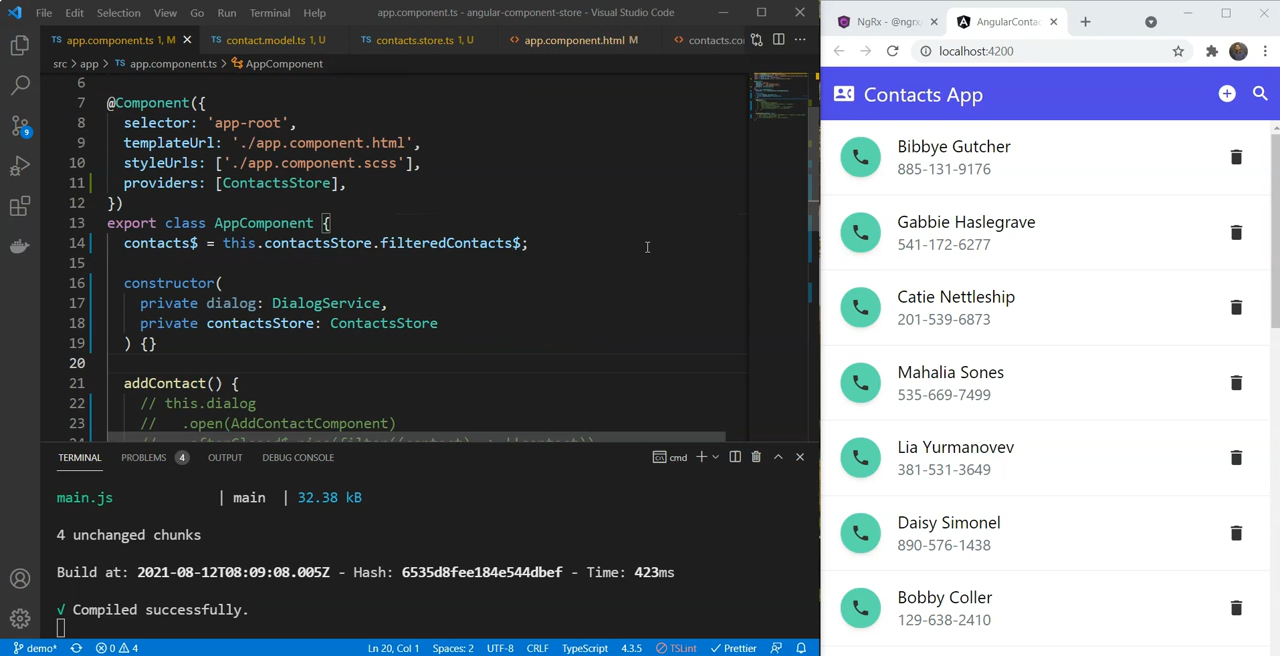 File Edit Selection View Go Run Terminal Help app.component.ts - angular-component-store - Visual Studio Code
TS app.component.ts 1, M TS contact.model.ts 1, U TS contacts.store.ts 1, U app.component.html M contacts.co
src > app > TS app.component.ts > AppComponent
6
7 @Component({
8 selector: 'app-root',
9 templateUrl: './app.component.html',
10 styleUrls: ['./app.component.scss'],
11 providers: [ContactsStore],
12 })
13 export class AppComponent {
14 contacts$ = this.contactsStore.filteredContacts$;
15
16 constructor(
17 private dialog: DialogService,
18 private contactsStore: ContactsStore
19 ) {}
20
21 addContact() {
22 // this.dialog
23 // .open(AddContactComponent)
TERMINAL PROBLEMS 4 OUTPUT DEBUG CONSOLE cmd
main.js | main | 32.38 kB
4 unchanged chunks
Build at: 2021-08-12T08:09:08.005Z - Hash: 6535d8fee184e544dbef - Time: 423ms
√ Compiled successfully.
9
demo* 0 4 Ln 20, Col 1 Spaces: 2 UTF-8 CRLF TypeScript 4.3.5 TSLint Prettier
NgRx - @ngrx AngularConta
localhost:4200
Contacts App
Bibbye Gutcher
885-131-9176
Gabbie Haslegrave
541-172-6277
Catie Nettleship
201-539-6873
Mahalia Sones
535-669-7499
Lia Yurmanovev
381-531-3649
Daisy Simonel
890-576-1438
Bobby Coller
129-638-2410